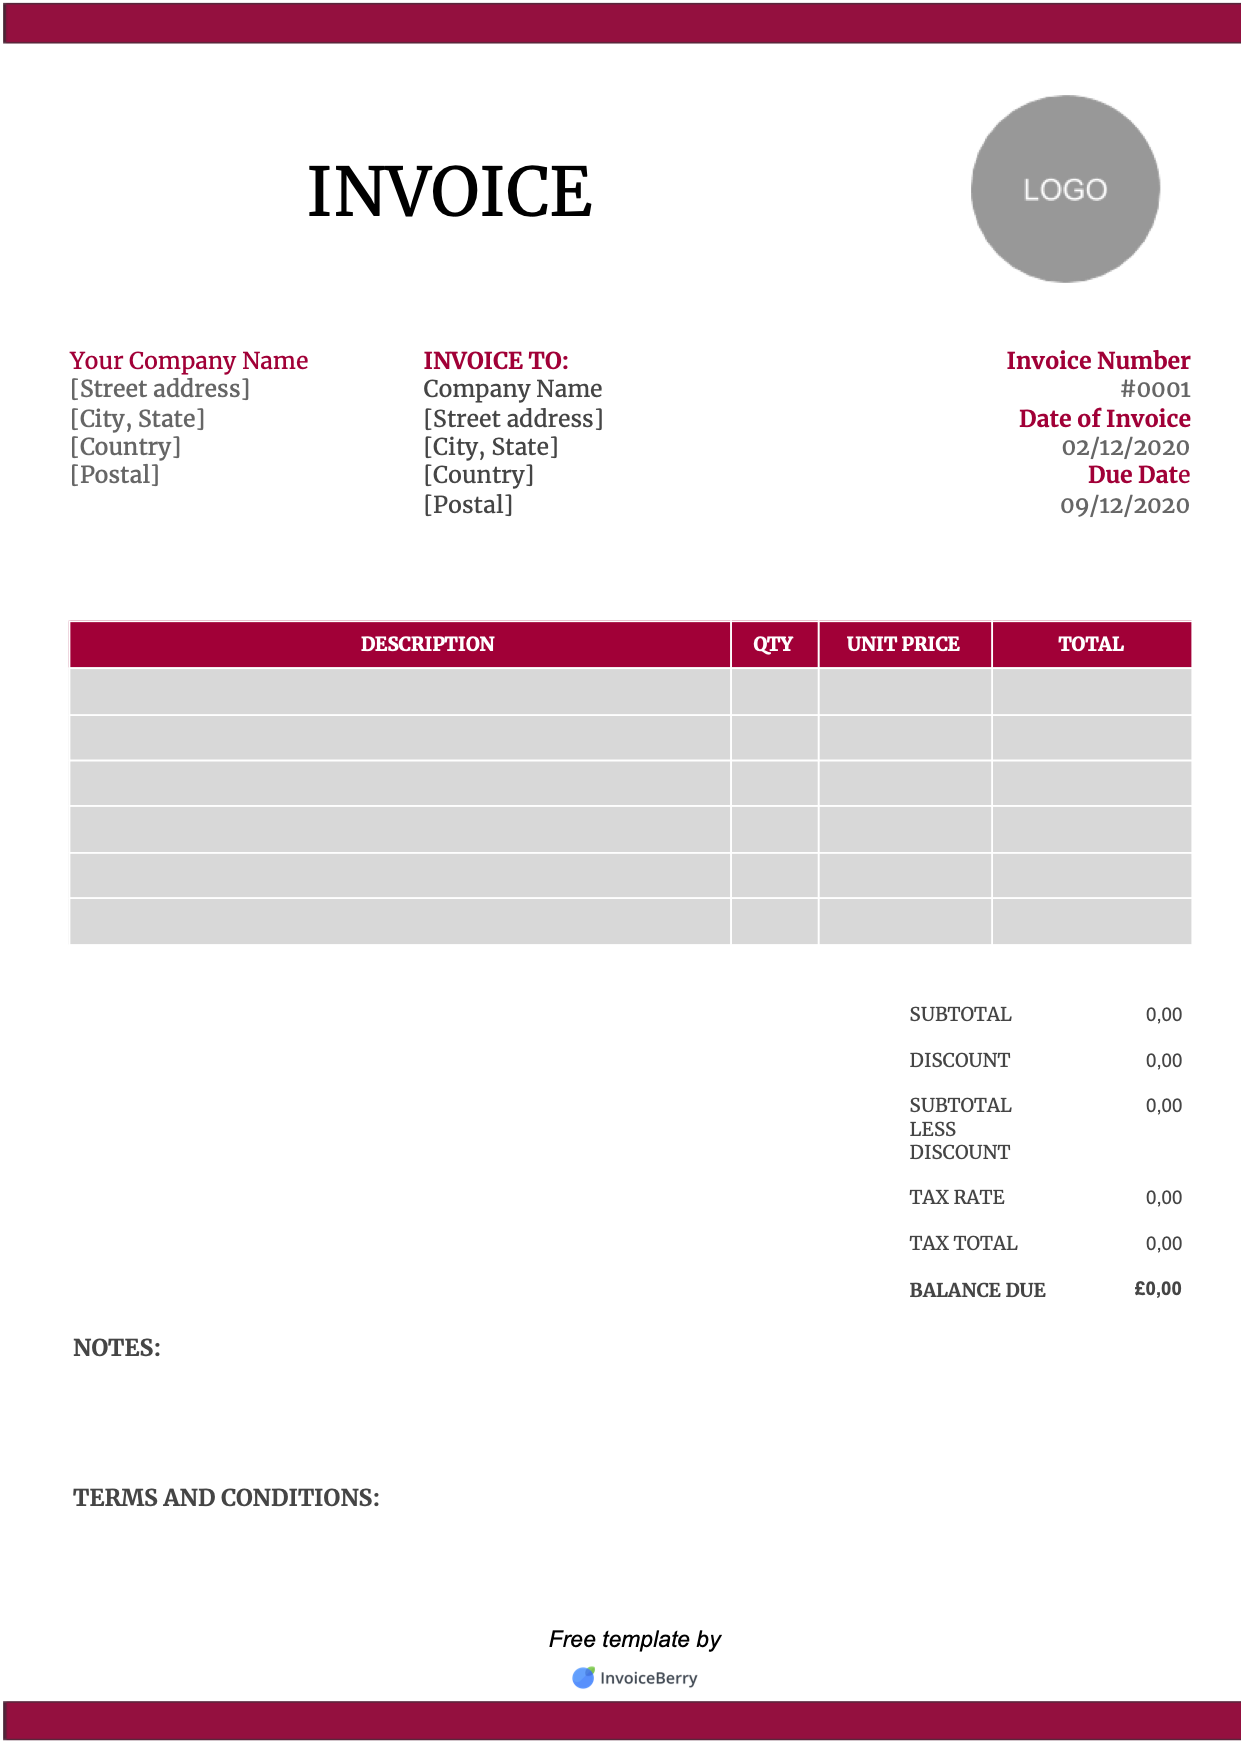 INVOICE
LOGO
Your Company Name
[Street address]
[City, State]
[Country]
[Postal]
INVOICE TO:
Company Name
[Street address]
[City, State]
[Country]
[Postal]
Invoice Number
#0001
Date of Invoice
02/12/2020
Due Date
09/12/2020
DESCRIPTION QTY UNIT PRICE TOTAL
SUBTOTAL 0,00
DISCOUNT 0,00
SUBTOTAL 0,00
LESS
DISCOUNT
TAX RATE 0,00
TAX TOTAL 0,00
BALANCE DUE £0,00
NOTES:
TERMS AND CONDITIONS:
Free template by
InvoiceBerry